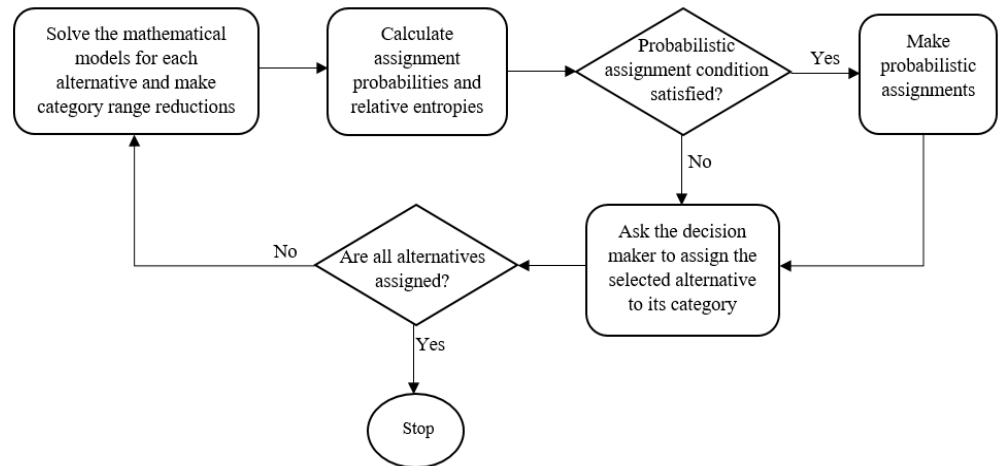 Solve the mathematical
models for each
alternative and make
category range reductions
Calculate
assignment
probabilities and
relative entropies
Probabilistic
assignment condition
satisfied?
Yes
Make
probabilistic
assignments
No
Ask the decision
maker to assign the
selected alternative
to its category
Are all alternatives
assigned?
No
Yes
Stop